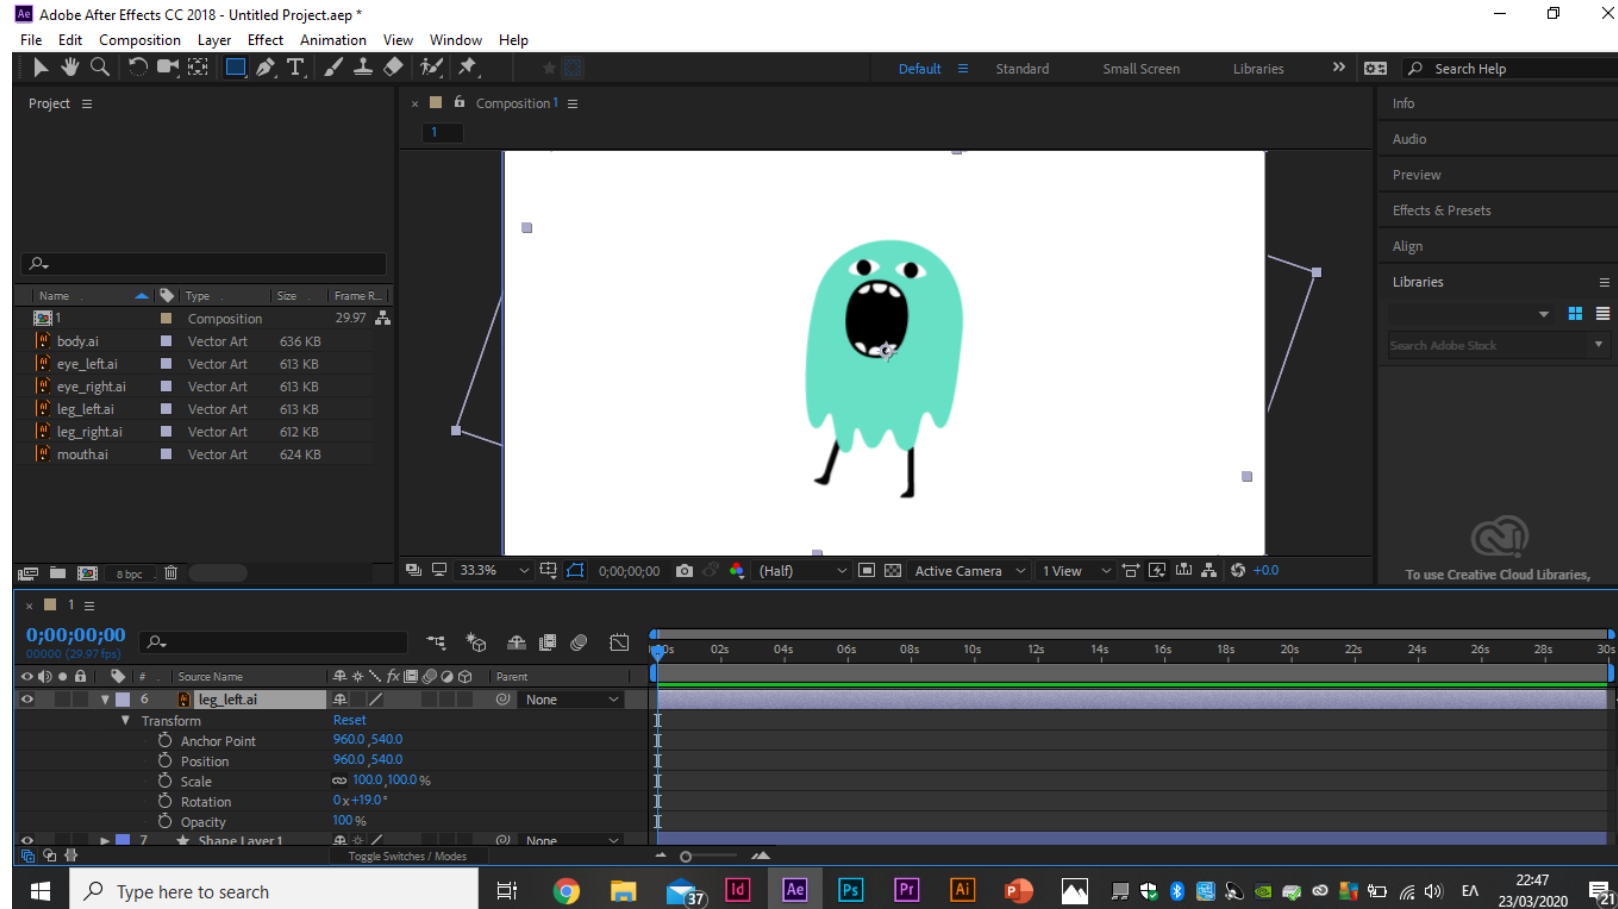 Ae Adobe After Effects CC 2018 - Untitled Project.aep *
File Edit Composition Layer Effect Animation View Window Help
Default Standard Small Screen Libraries Search Help
Project
Composition 1
1
Info
Audio
Preview
Effects & Presets
Align
Libraries
Search Adobe Stock
To use Creative Cloud Libraries,
Name Type Size Frame R...
1 Composition 29.97
body.ai Vector Art 636 KB
eye_left.ai Vector Art 613 KB
eye_right.ai Vector Art 613 KB
leg_left.ai Vector Art 613 KB
leg_right.ai Vector Art 612 KB
mouth.ai Vector Art 624 KB
8 bpc
33.3% 0;00;00;00 (Half) Active Camera 1 View +0.0
1
0;00;00;00
00000 (29.97 fps)
02s 04s 06s 08s 10s 12s 14s 16s 18s 20s 22s 24s 26s 28s 30s
# Source Name fx Parent
6 leg_left.ai None
Transform Reset
Anchor Point 960.0,540.0
Position 960.0,540.0
Scale 100.0,100.0%
Rotation 0x+19.0°
Opacity 100%
7 Shape Layer 1 None
Toggle Switches / Modes
Type here to search
37
Id Ae Ps Pr Ai P
ΕΛ
22:47
23/03/2020
21